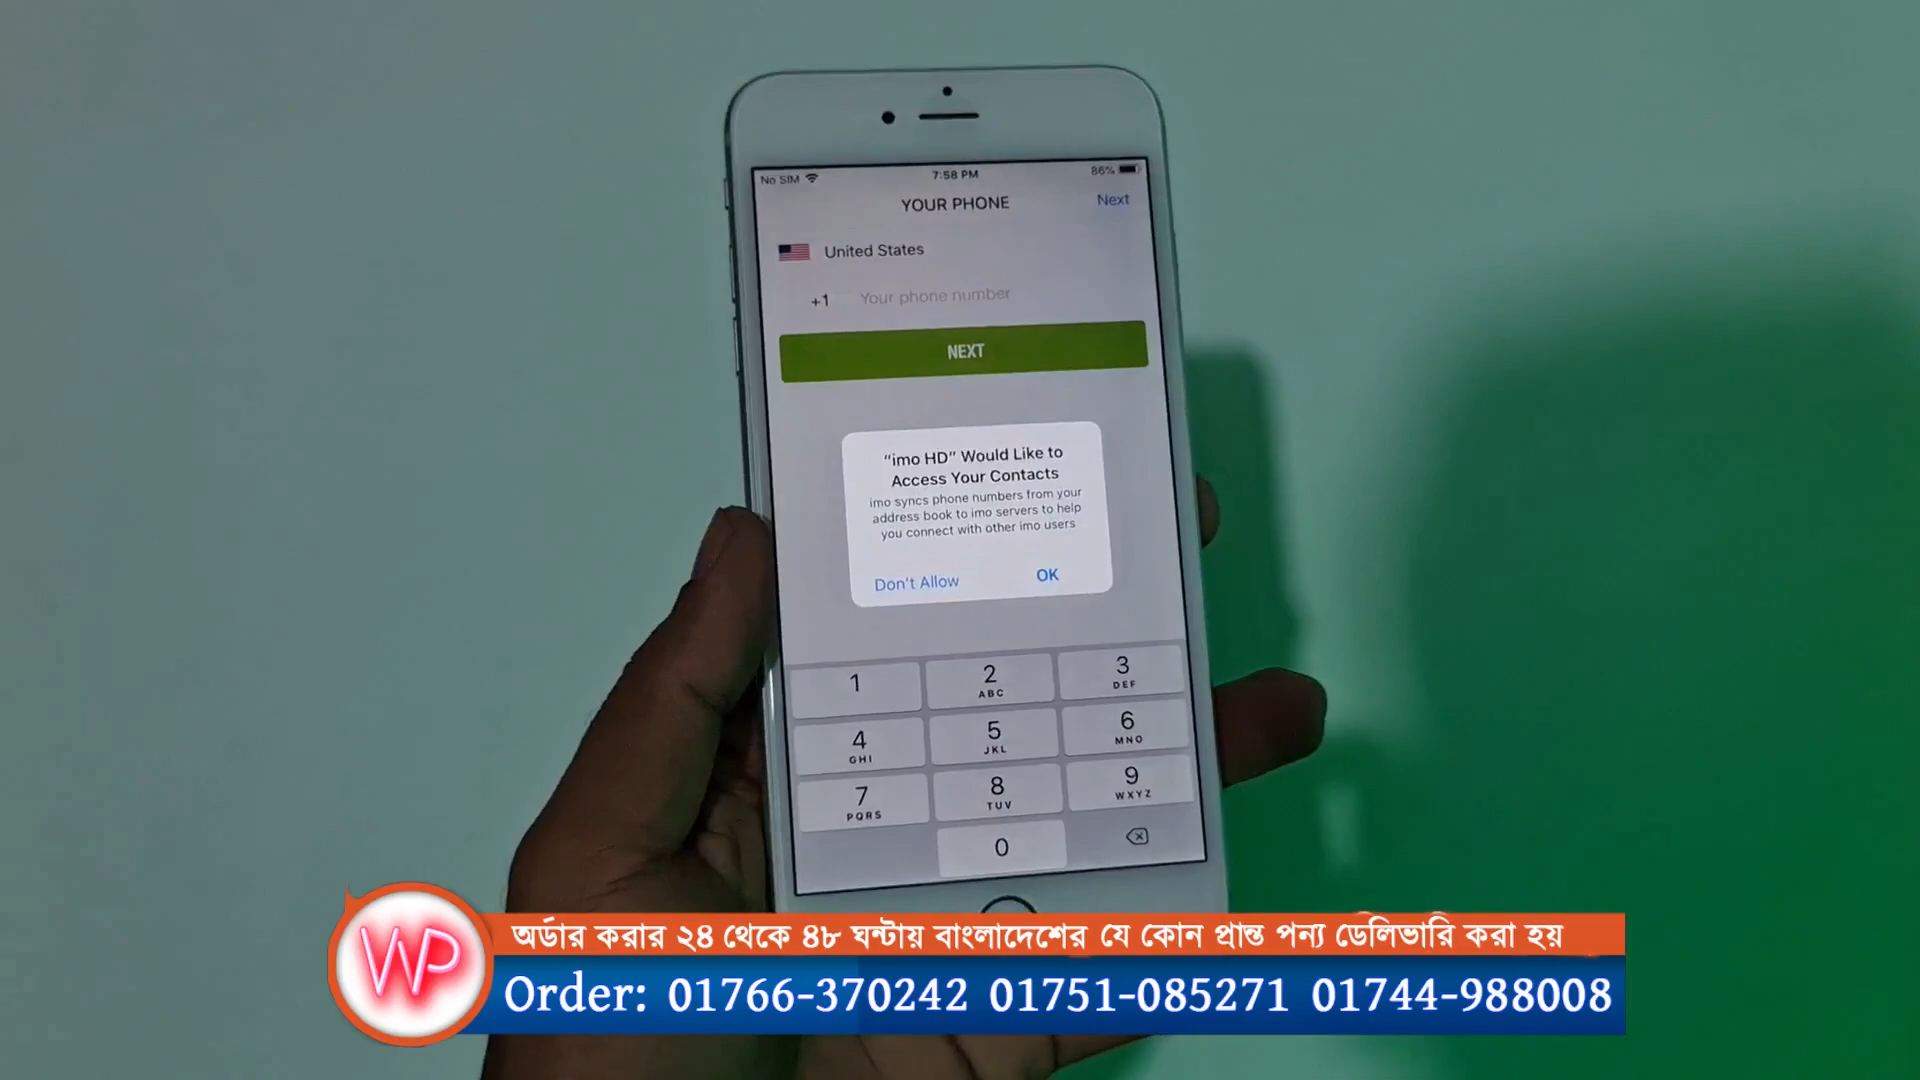 No SIM
7:58 PM
86%
YOUR PHONE
Next
United States
+1 Your phone number
NEXT
“imo HD” Would Like to
Access Your Contacts
imo syncs phone numbers from your
address book to imo servers to help
you connect with other imo users
Don't Allow OK
1 2 3
ABC DEF
4 5 6
GHI JKL MNO
7 8 9
PQRS TUV WXYZ
0
WP
অর্ডার করার ২৪ থেকে ৪৮ ঘন্টায় বাংলাদেশের যে কোন প্রান্ত পন্য ডেলিভারি করা হয়
Order: 01766-370242 01751-085271 01744-988008